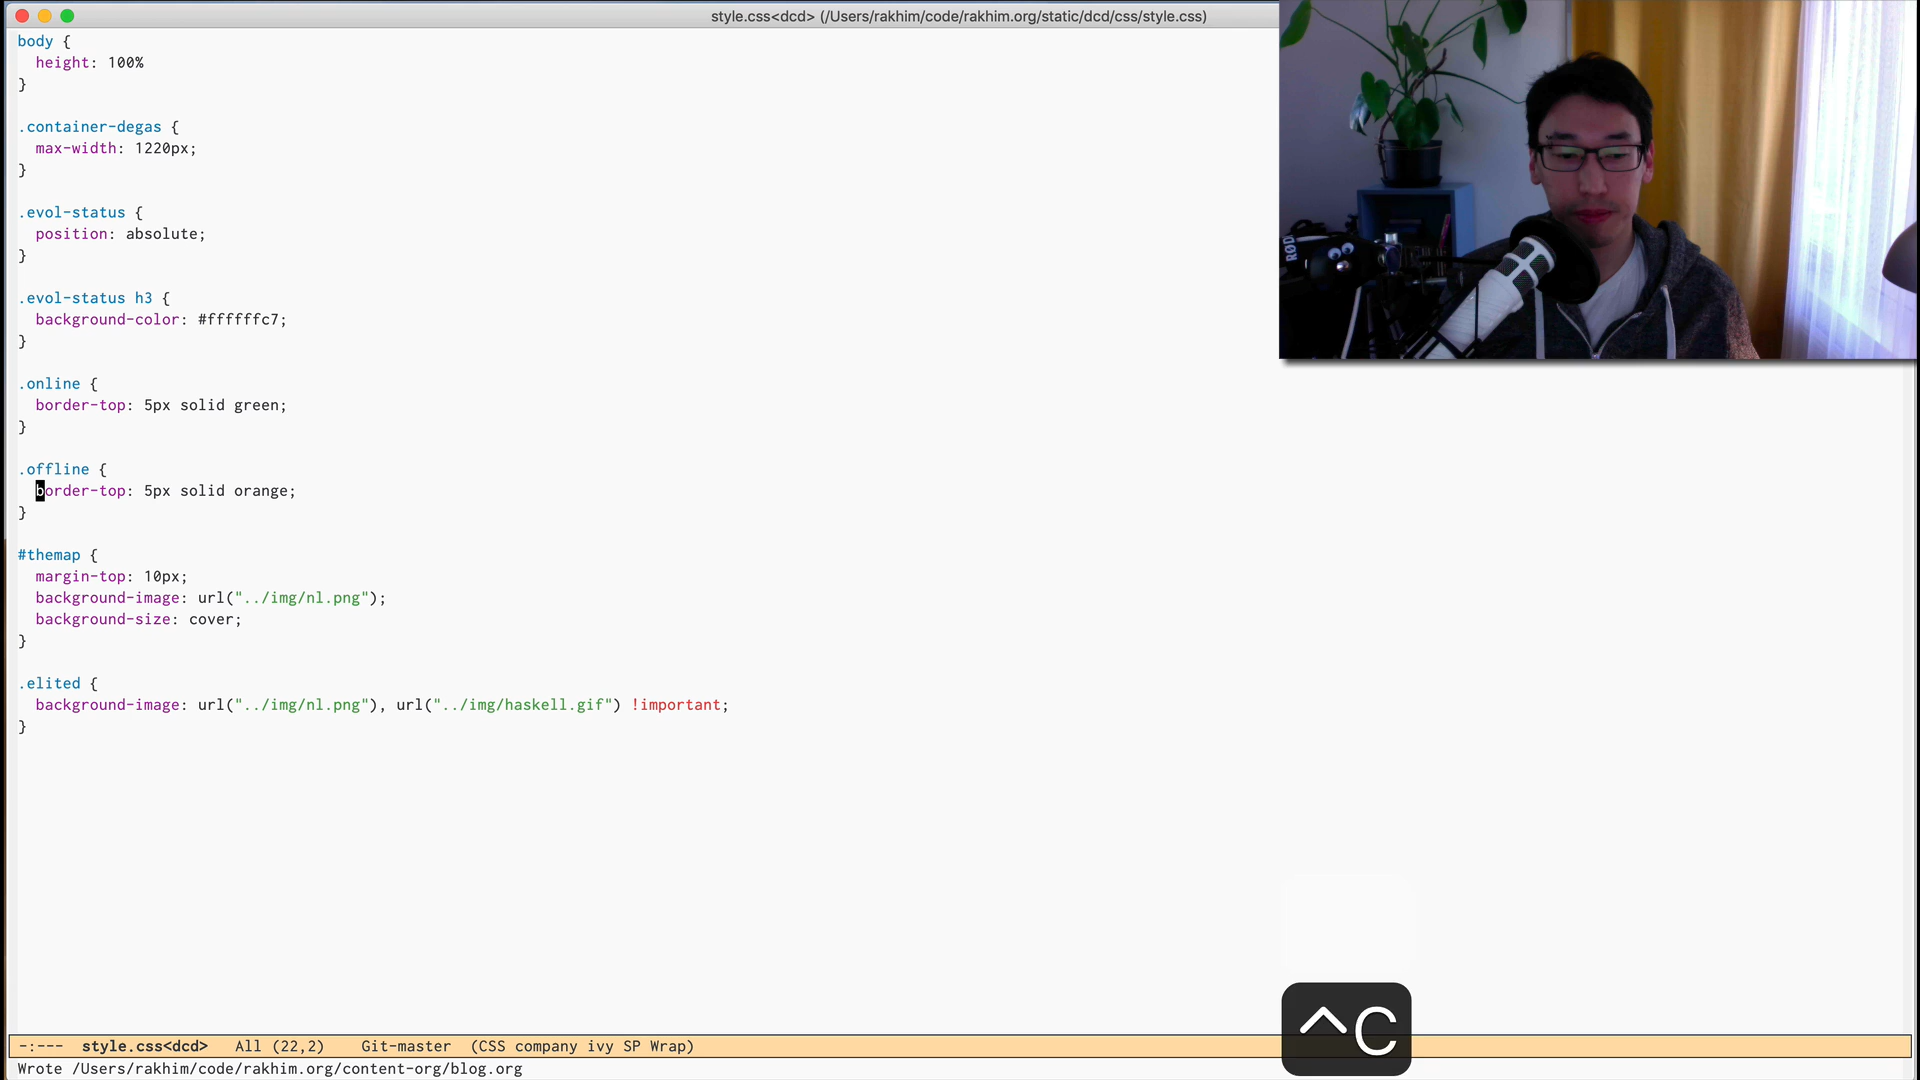 style.css<dcd> (/Users/rakhim/code/rakhim.org/static/dcd/css/style.css)
body {
  height: 100%
}
.container-degas {
  max-width: 1220px;
}
.evol-status {
  position: absolute;
}
.evol-status h3 {
  background-color: #ffffffc7;
}
.online {
  border-top: 5px solid green;
}
.offline {
  border-top: 5px solid orange;
}
#themap {
  margin-top: 10px;
  background-image: url("../img/nl.png");
  background-size: cover;
}
.elited {
  background-image: url("../img/nl.png"), url("../img/haskell.gif") !important;
}
RØD
^C
-:---  style.css<dcd>   All (22,2)    Git-master  (CSS company ivy SP Wrap)
Wrote /Users/rakhim/code/rakhim.org/content-org/blog.org